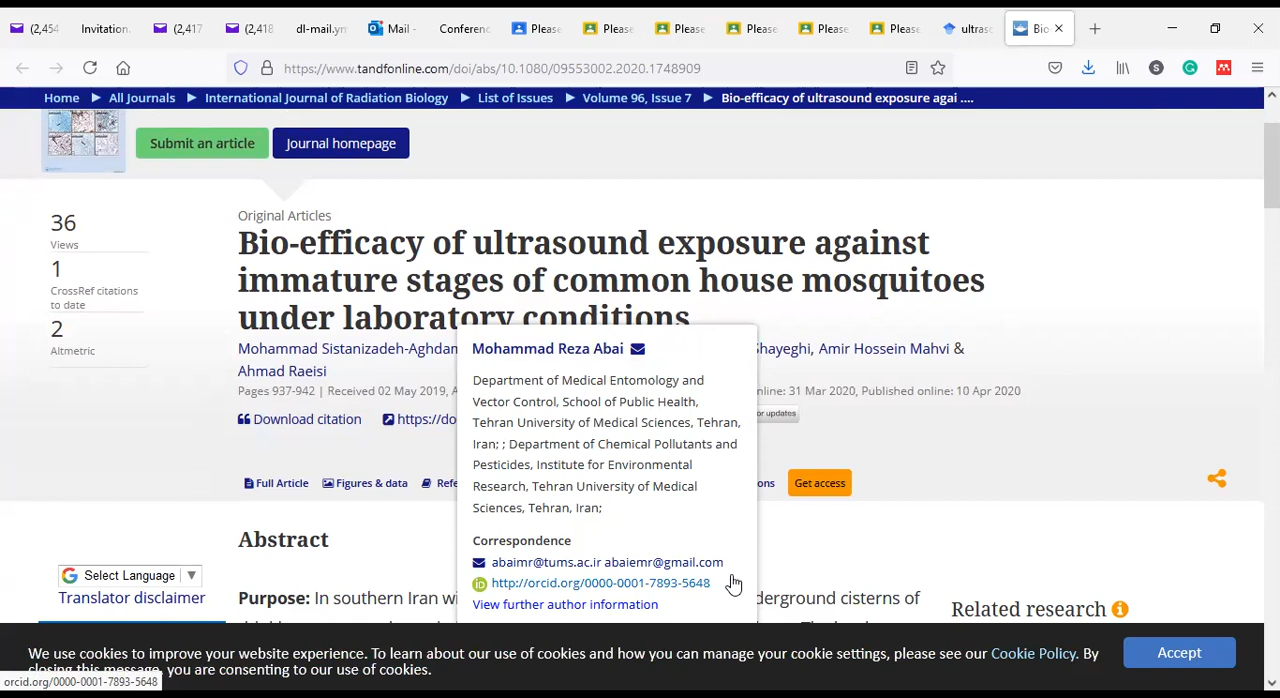 (2,454
Invitation.
(2,417
(2,418
dl-mail.ym
Mail -
Conferenc
Please
Please
Please
Please
Please.
Please.
ultraso
Bio-
https://www.tandfonline.com/doi/abs/10.1080/09553002.2020.1748909
Home ▶ All Journals ▶ International Journal of Radiation Biology ▶ List of Issues ▶ Volume 96, Issue 7 ▶ Bio-efficacy of ultrasound exposure agai ....
Submit an article
Journal homepage
36
Views
1
CrossRef citations
to date
2
Altmetric
Original Articles
Bio-efficacy of ultrasound exposure against
immature stages of common house mosquitoes
under laboratory conditions
Mohammad Sistanizadeh-Aghdam
Shayeghi, Amir Hossein Mahvi &
Ahmad Raeisi
Pages 937-942 | Received 02 May 2019, A
nline: 31 Mar 2020, Published online: 10 Apr 2020
Download citation
https://do
or updates
Full Article
Figures & data
Refe
ons
Get access
Mohammad Reza Abai
Department of Medical Entomology and
Vector Control, School of Public Health,
Tehran University of Medical Sciences, Tehran,
Iran; ; Department of Chemical Pollutants and
Pesticides, Institute for Environmental
Research, Tehran University of Medical
Sciences, Tehran, Iran;
Correspondence
abaimr@tums.ac.ir abaiemr@gmail.com
http://orcid.org/0000-0001-7893-5648
View further author information
Abstract
Select Language ▼
Translator disclaimer
Purpose: In southern Iran wi
derground cisterns of
Related research
We use cookies to improve your website experience. To learn about our use of cookies and how you can manage your cookie settings, please see our Cookie Policy. By
closing this message, you are consenting to our use of cookies.
Accept
orcid.org/0000-0001-7893-5648